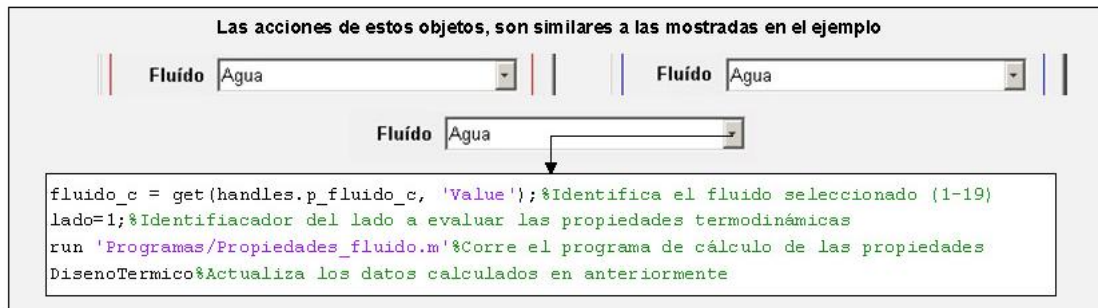 Las acciones de estos objetos, son similares a las mostradas en el ejemplo
Fluído Agua Fluído Agua
Fluído Agua
fluido_c = get(handles.p_fluido_c, 'Value');%Identifica el fluido seleccionado (1-19)
lado=1;%Identifiacador del lado a evaluar las propiedades termodinámicas
run 'Programas/Propiedades_fluido.m'%Corre el programa de cálculo de las propiedades
DisenoTermico%Actualiza los datos calculados en anteriormente